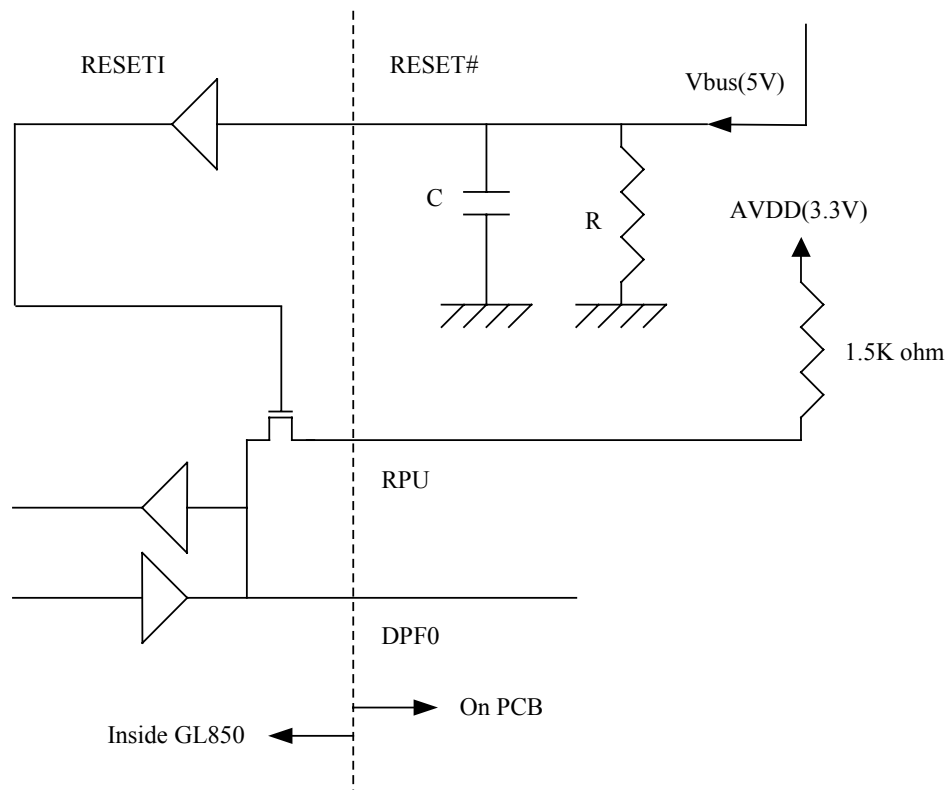 RESETI
RESET#
Vbus(5V)
C
R
AVDD(3.3V)
1.5K ohm
RPU
DPF0
On PCB
Inside GL850